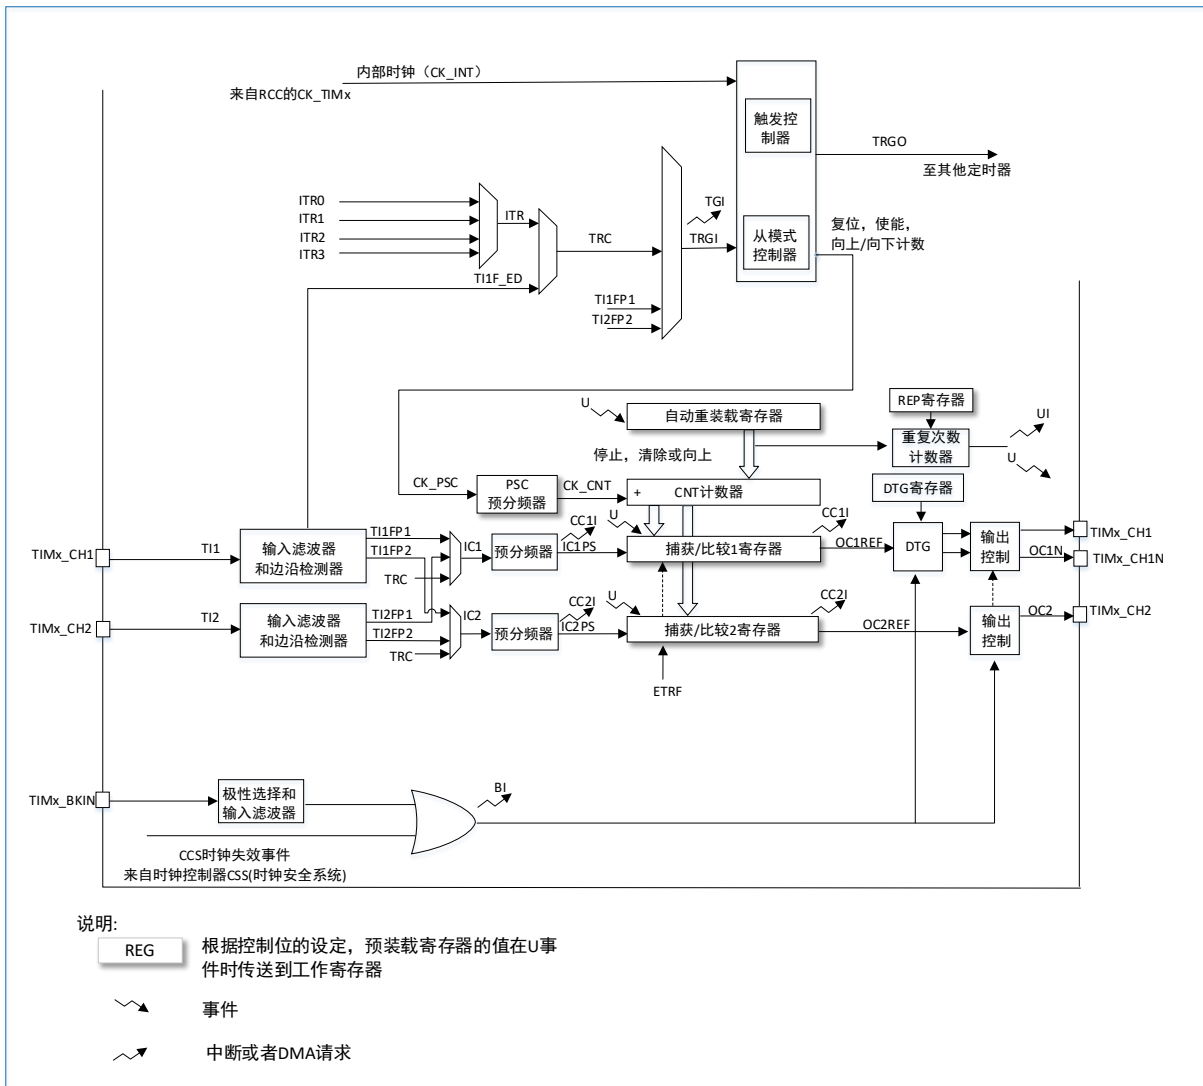 内部时钟（CK_INT）
来自RCC的CK_TIMx
触发控
制器
TRGO
至其他定时器
ITR0
ITR1
ITR2
ITR3
ITR
TRC
TGI
TRGI
从模式
控制器
复位，使能，
向上/向下计数
TI1F_ED
TI1FP1
TI2FP2
U
自动重装载寄存器
REP寄存器
重复次数
计数器
UI
U
停止，清除或向上
CK_PSC
PSC
预分频器
CK_CNT
+
CNT计数器
DTG寄存器
TIMx_CH1
TI1
输入滤波器
和边沿检测器
TI1FP1
TI1FP2
TRC
IC1
预分频器
CC1I
IC1PS
U
捕获/比较1寄存器
CC1I
OC1REF
DTG
输出
控制
TIMx_CH1
OC1N
TIMx_CH1N
TIMx_CH2
TI2
输入滤波器
和边沿检测器
TI2FP1
TI2FP2
TRC
IC2
预分频器
CC2I
IC2PS
U
捕获/比较2寄存器
CC2I
OC2REF
输出
控制
OC2
TIMx_CH2
ETRF
TIMx_BKIN
极性选择和
输入滤波器
BI
CCS时钟失效事件
来自时钟控制器CSS(时钟安全系统)
说明:
REG
根据控制位的设定，预装载寄存器的值在U事
件时传送到工作寄存器
事件
中断或者DMA请求